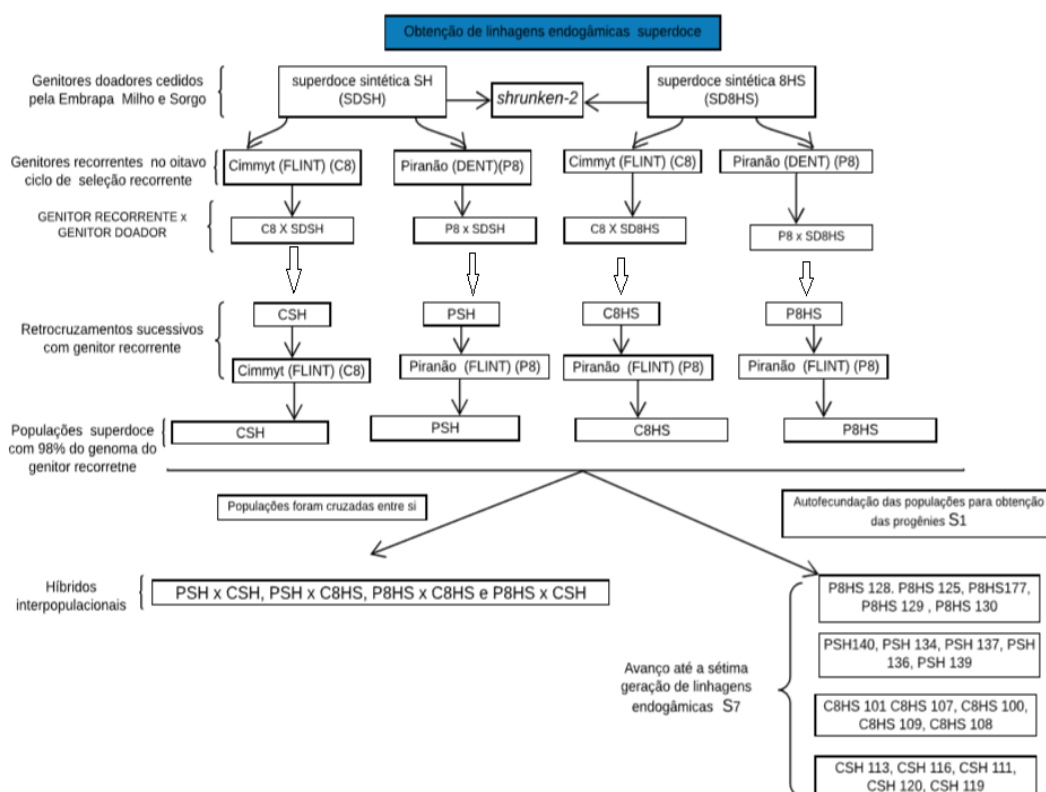 Obtenção de linhagens endogâmicas superdoce
Genitores doadores cedidos
pela Embrapa Milho e Sorgo
superdoce sintética SH
(SDSH)
shrunken-2
superdoce sintética 8HS
(SD8HS)
Genitores recorrentes no oitavo
ciclo de seleção recorrente
Cimmyt (FLINT) (C8)
Piranão (DENT)(P8)
Cimmyt (FLINT) (C8)
Piranão (DENT) (P8)
GENITOR RECORRENTE x
GENITOR DOADOR
C8 X SDSH
P8 x SDSH
C8 X SD8HS
P8 x SD8HS
Retrocruzamentos sucessivos
com genitor recorrente
CSH
PSH
C8HS
P8HS
Cimmyt (FLINT) (C8)
Piranão (FLINT) (P8)
Piranão (FLINT) (P8)
Piranão (FLINT) (P8)
Populações superdoce
com 98% do genoma do
genitor recorretne
CSH
PSH
C8HS
P8HS
Populações foram cruzadas entre si
Autofecundação das populações para obtenção
das progênies S1
Híbridos
interpopulacionais
PSH x CSH, PSH x C8HS, P8HS x C8HS e P8HS x CSH
Avanço até a sétima
geração de linhagens
endogâmicas S7
P8HS 128. P8HS 125, P8HS177,
P8HS 129 , P8HS 130
PSH140, PSH 134, PSH 137, PSH
136, PSH 139
C8HS 101 C8HS 107, C8HS 100,
C8HS 109, C8HS 108
CSH 113, CSH 116, CSH 111,
CSH 120, CSH 119